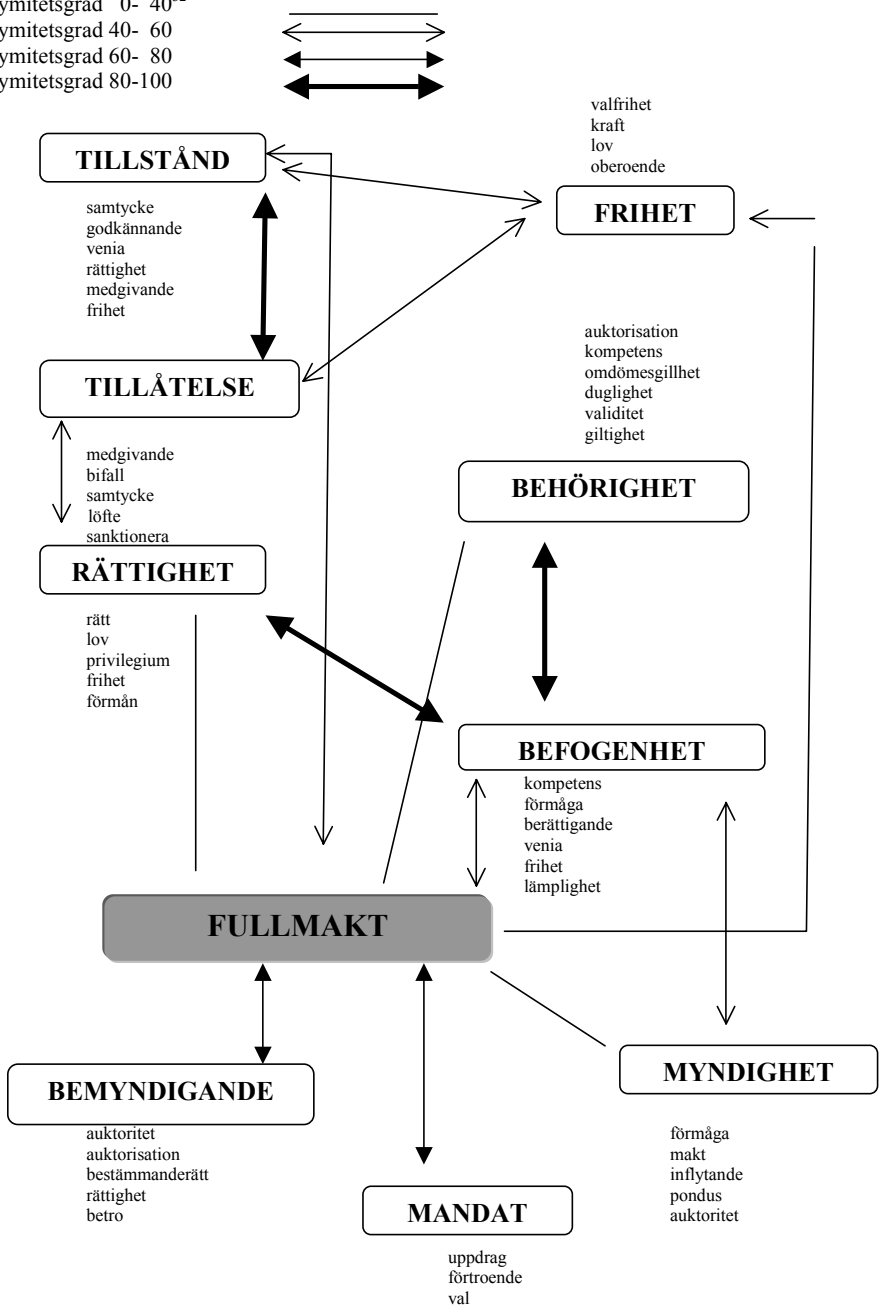 ymitetsgrad 0- 40
ymitetsgrad 40- 60
ymitetsgrad 60- 80
ymitetsgrad 80-100
valfrihet
kraft
lov
oberoende
TILLSTÅND
FRIHET
samtycke
godkännande
venia
rättighet
medgivande
frihet
auktorisation
kompetens
omdömesgillhet
duglighet
validitet
giltighet
TILLÅTELSE
medgivande
bifall
samtycke
löfte
sanktionera
BEHÖRIGHET
RÄTTIGHET
rätt
lov
privilegium
frihet
förmån
BEFOGENHET
kompetens
förmåga
berättigande
venia
frihet
lämplighet
FULLMAKT
BEMYNDIGANDE
auktoritet
auktorisation
bestämmanderätt
rättighet
betro
MYNDIGHET
förmåga
makt
inflytande
pondus
auktoritet
MANDAT
uppdrag
förtroende
val